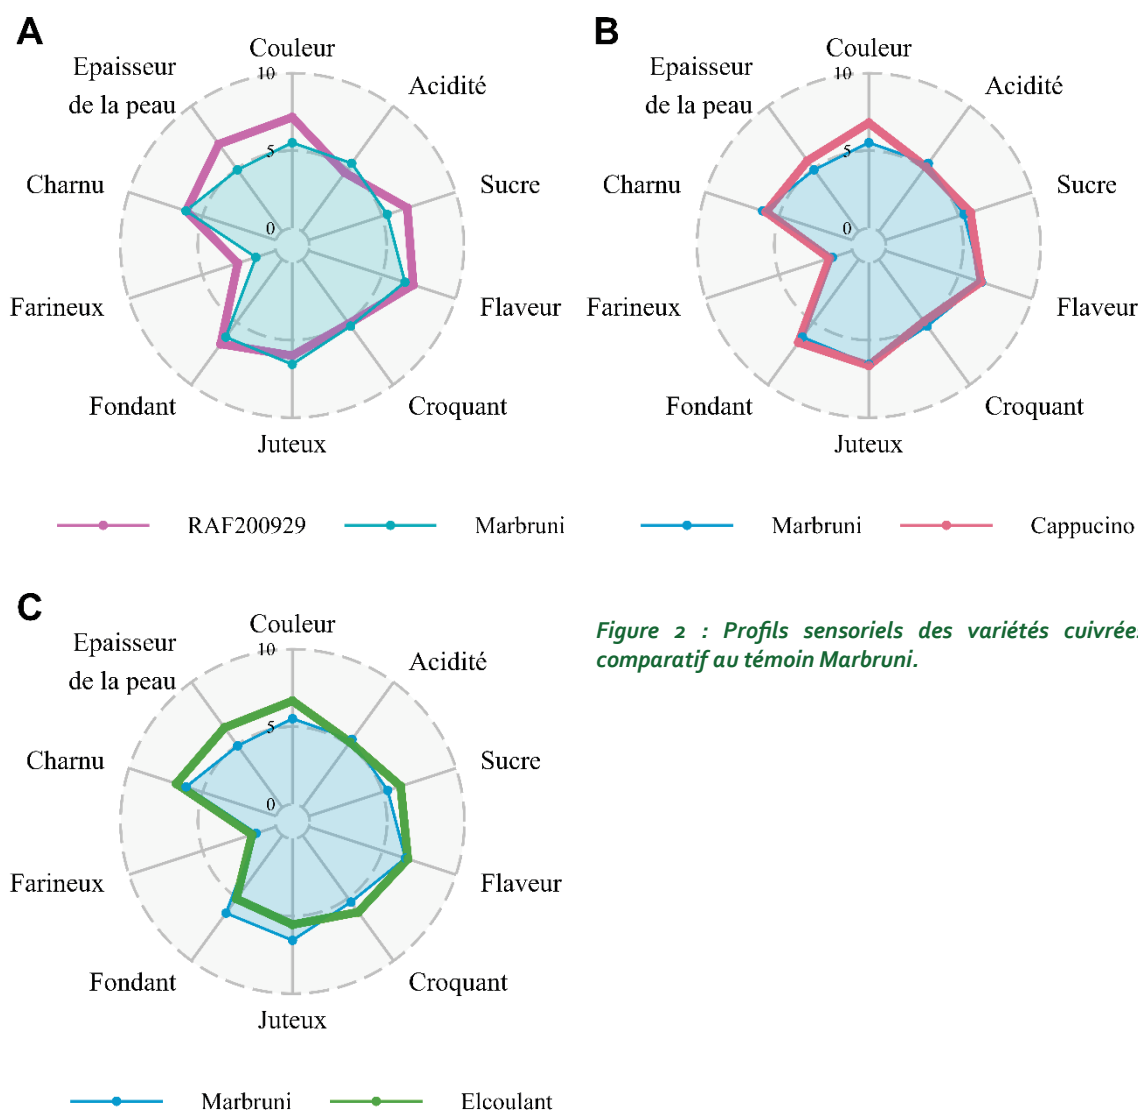 A
Couleur
10
Epaisseur
de la peau
Acidité
5
Charnu
Sucre
0
Farineux
Flaveur
Fondant
Croquant
Juteux
RAF200929
Marbruni
B
Couleur
10
Epaisseur
de la peau
Acidité
5
Charnu
Sucre
0
Farineux
Flaveur
Fondant
Croquant
Juteux
Marbruni
Cappucino
C
Couleur
10
Epaisseur
de la peau
Acidité
5
Charnu
Sucre
0
Farineux
Flaveur
Fondant
Croquant
Juteux
Marbruni
Elcoulant
Figure 2 : Profils sensoriels des variétés
comparatif au témoin Marbruni.